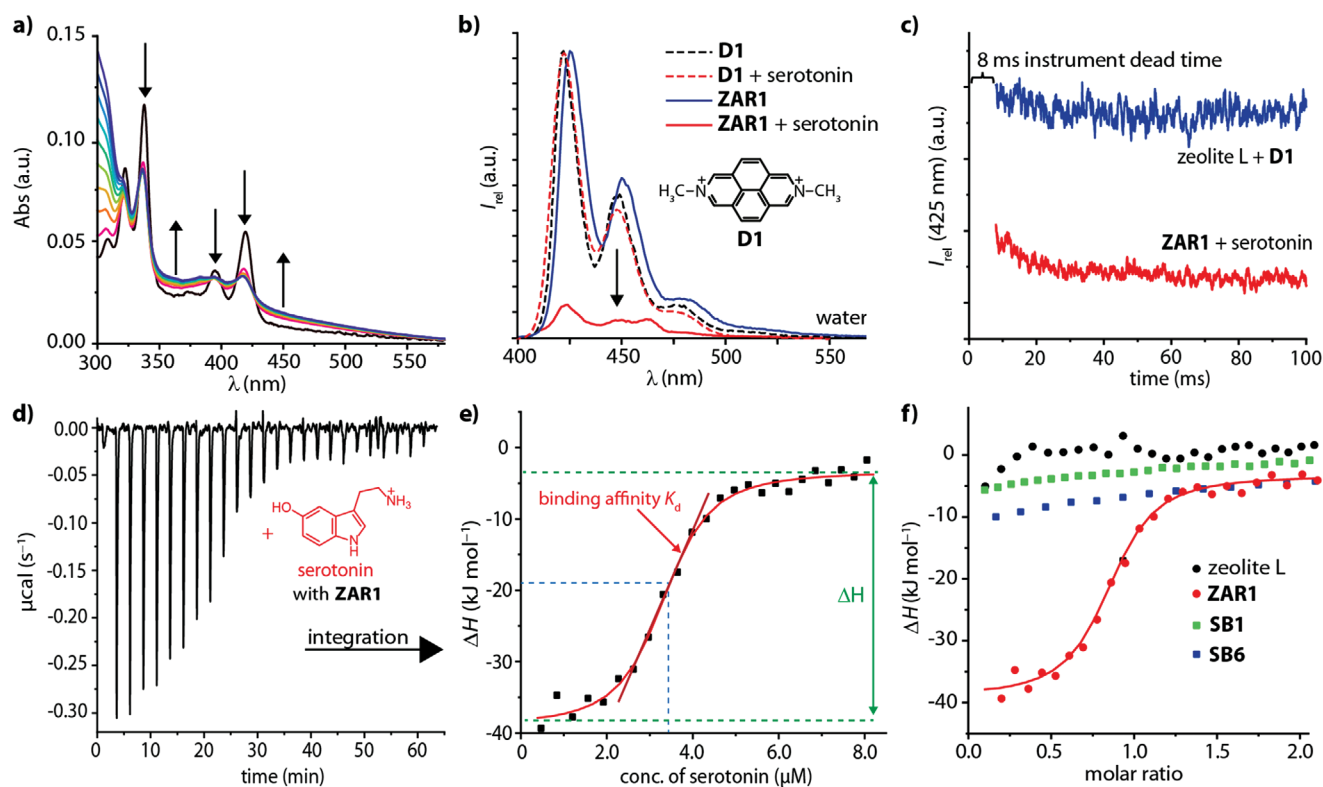 a)
0.15
0.10
0.05
0.00
Abs (a.u.)
300 350 400 450 500 550
λ (nm)
b)
D1
D1 + serotonin
ZAR1
ZAR1 + serotonin
H₃C-N⁺
N⁺-CH₃
D1
water
I_rel (a.u.)
400 450 500 550
λ (nm)
c)
8 ms instrument dead time
zeolite L + D1
ZAR1 + serotonin
I_rel (425 nm) (a.u.)
0 20 40 60 80 100
time (ms)
d)
0.00
-0.05
-0.10
-0.15
-0.20
-0.25
-0.30
µcal (s⁻¹)
HO
NH₃⁺
N
H
+
serotonin
with ZAR1
integration
0 10 20 30 40 50 60
time (min)
e)
0
-10
-20
-30
-40
ΔH (kJ mol⁻¹)
binding affinity K_d
ΔH
0 2.0 4.0 6.0 8.0
conc. of serotonin (µM)
f)
0
-10
-20
-30
-40
ΔH (kJ mol⁻¹)
zeolite L
ZAR1
SB1
SB6
0.0 0.5 1.0 1.5 2.0
molar ratio